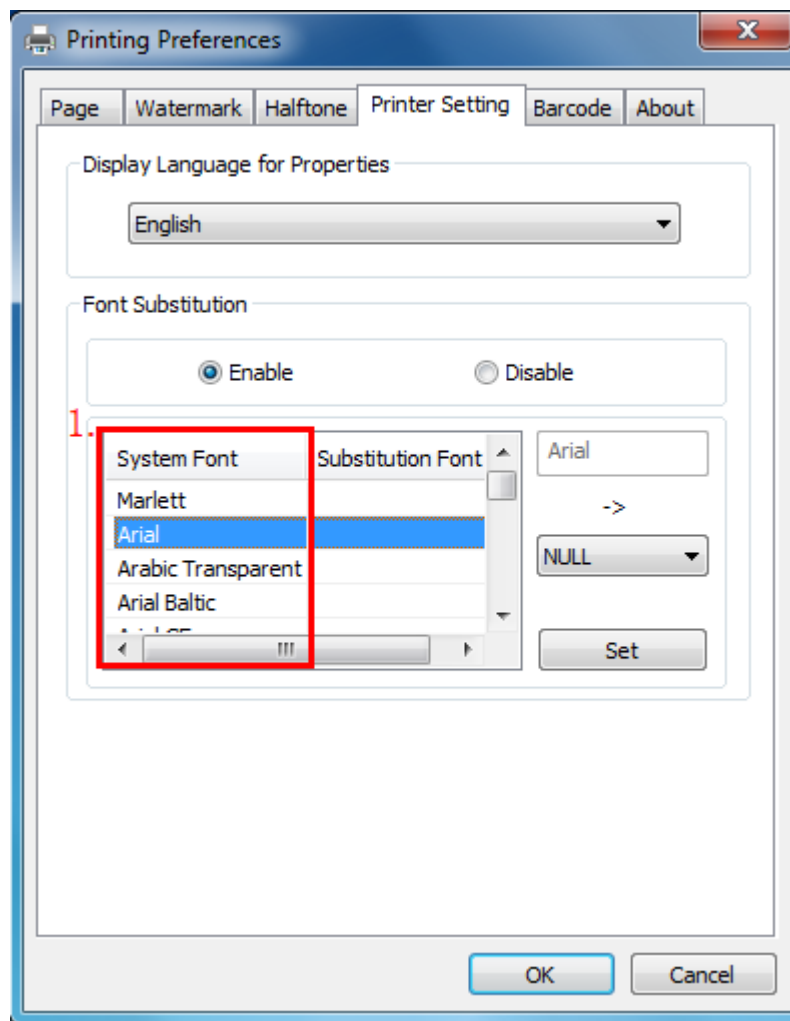 Printing Preferences
Page Watermark Halftone Printer Setting Barcode About
Display Language for Properties
English
Font Substitution
Enable Disable
1.
System Font Substitution Font Arial
Marlett ->
Arial
Arabic Transparent NULL
Arial Baltic
Set
OK Cancel